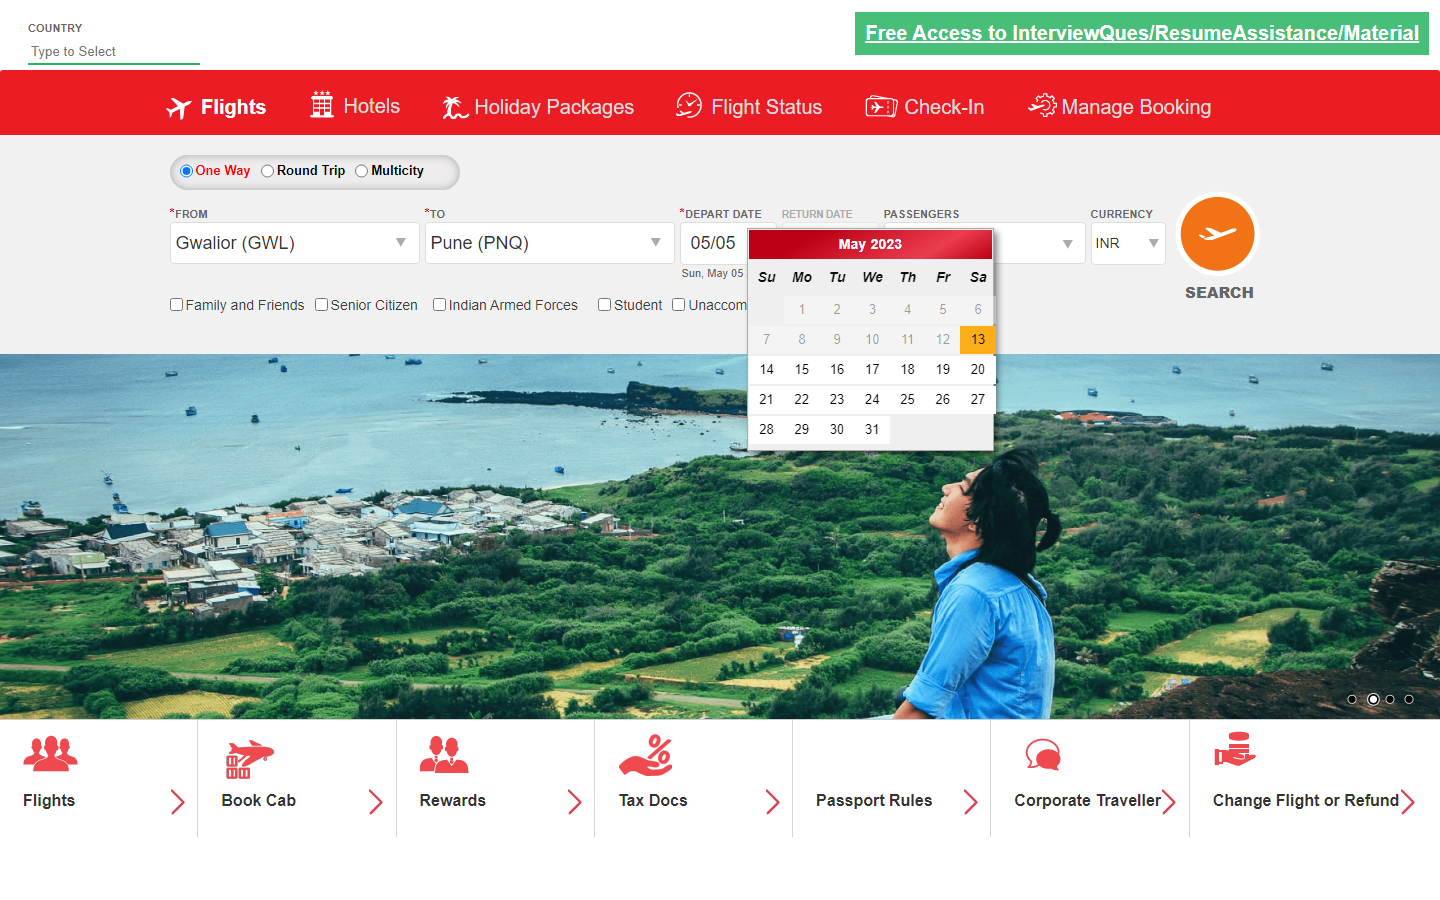 COUNTRY
Type to Select
Free Access to InterviewQues/ResumeAssistance/Material
Flights
Hotels
Holiday Packages
Flight Status
Check-In
Manage Booking
One Way
Round Trip
Multicity
*FROM
*TO
*DEPART DATE
RETURN DATE
PASSENGERS
CURRENCY
Gwalior (GWL)
Pune (PNQ)
05/05
INR
Sun, May 05
SEARCH
Family and Friends
Senior Citizen
Indian Armed Forces
Student
Unaccom
May 2023
Su Mo Tu We Th Fr Sa
1 2 3 4 5 6
7 8 9 10 11 12 13
14 15 16 17 18 19 20
21 22 23 24 25 26 27
28 29 30 31
Flights
Book Cab
Rewards
Tax Docs
Passport Rules
Corporate Traveller
Change Flight or Refund